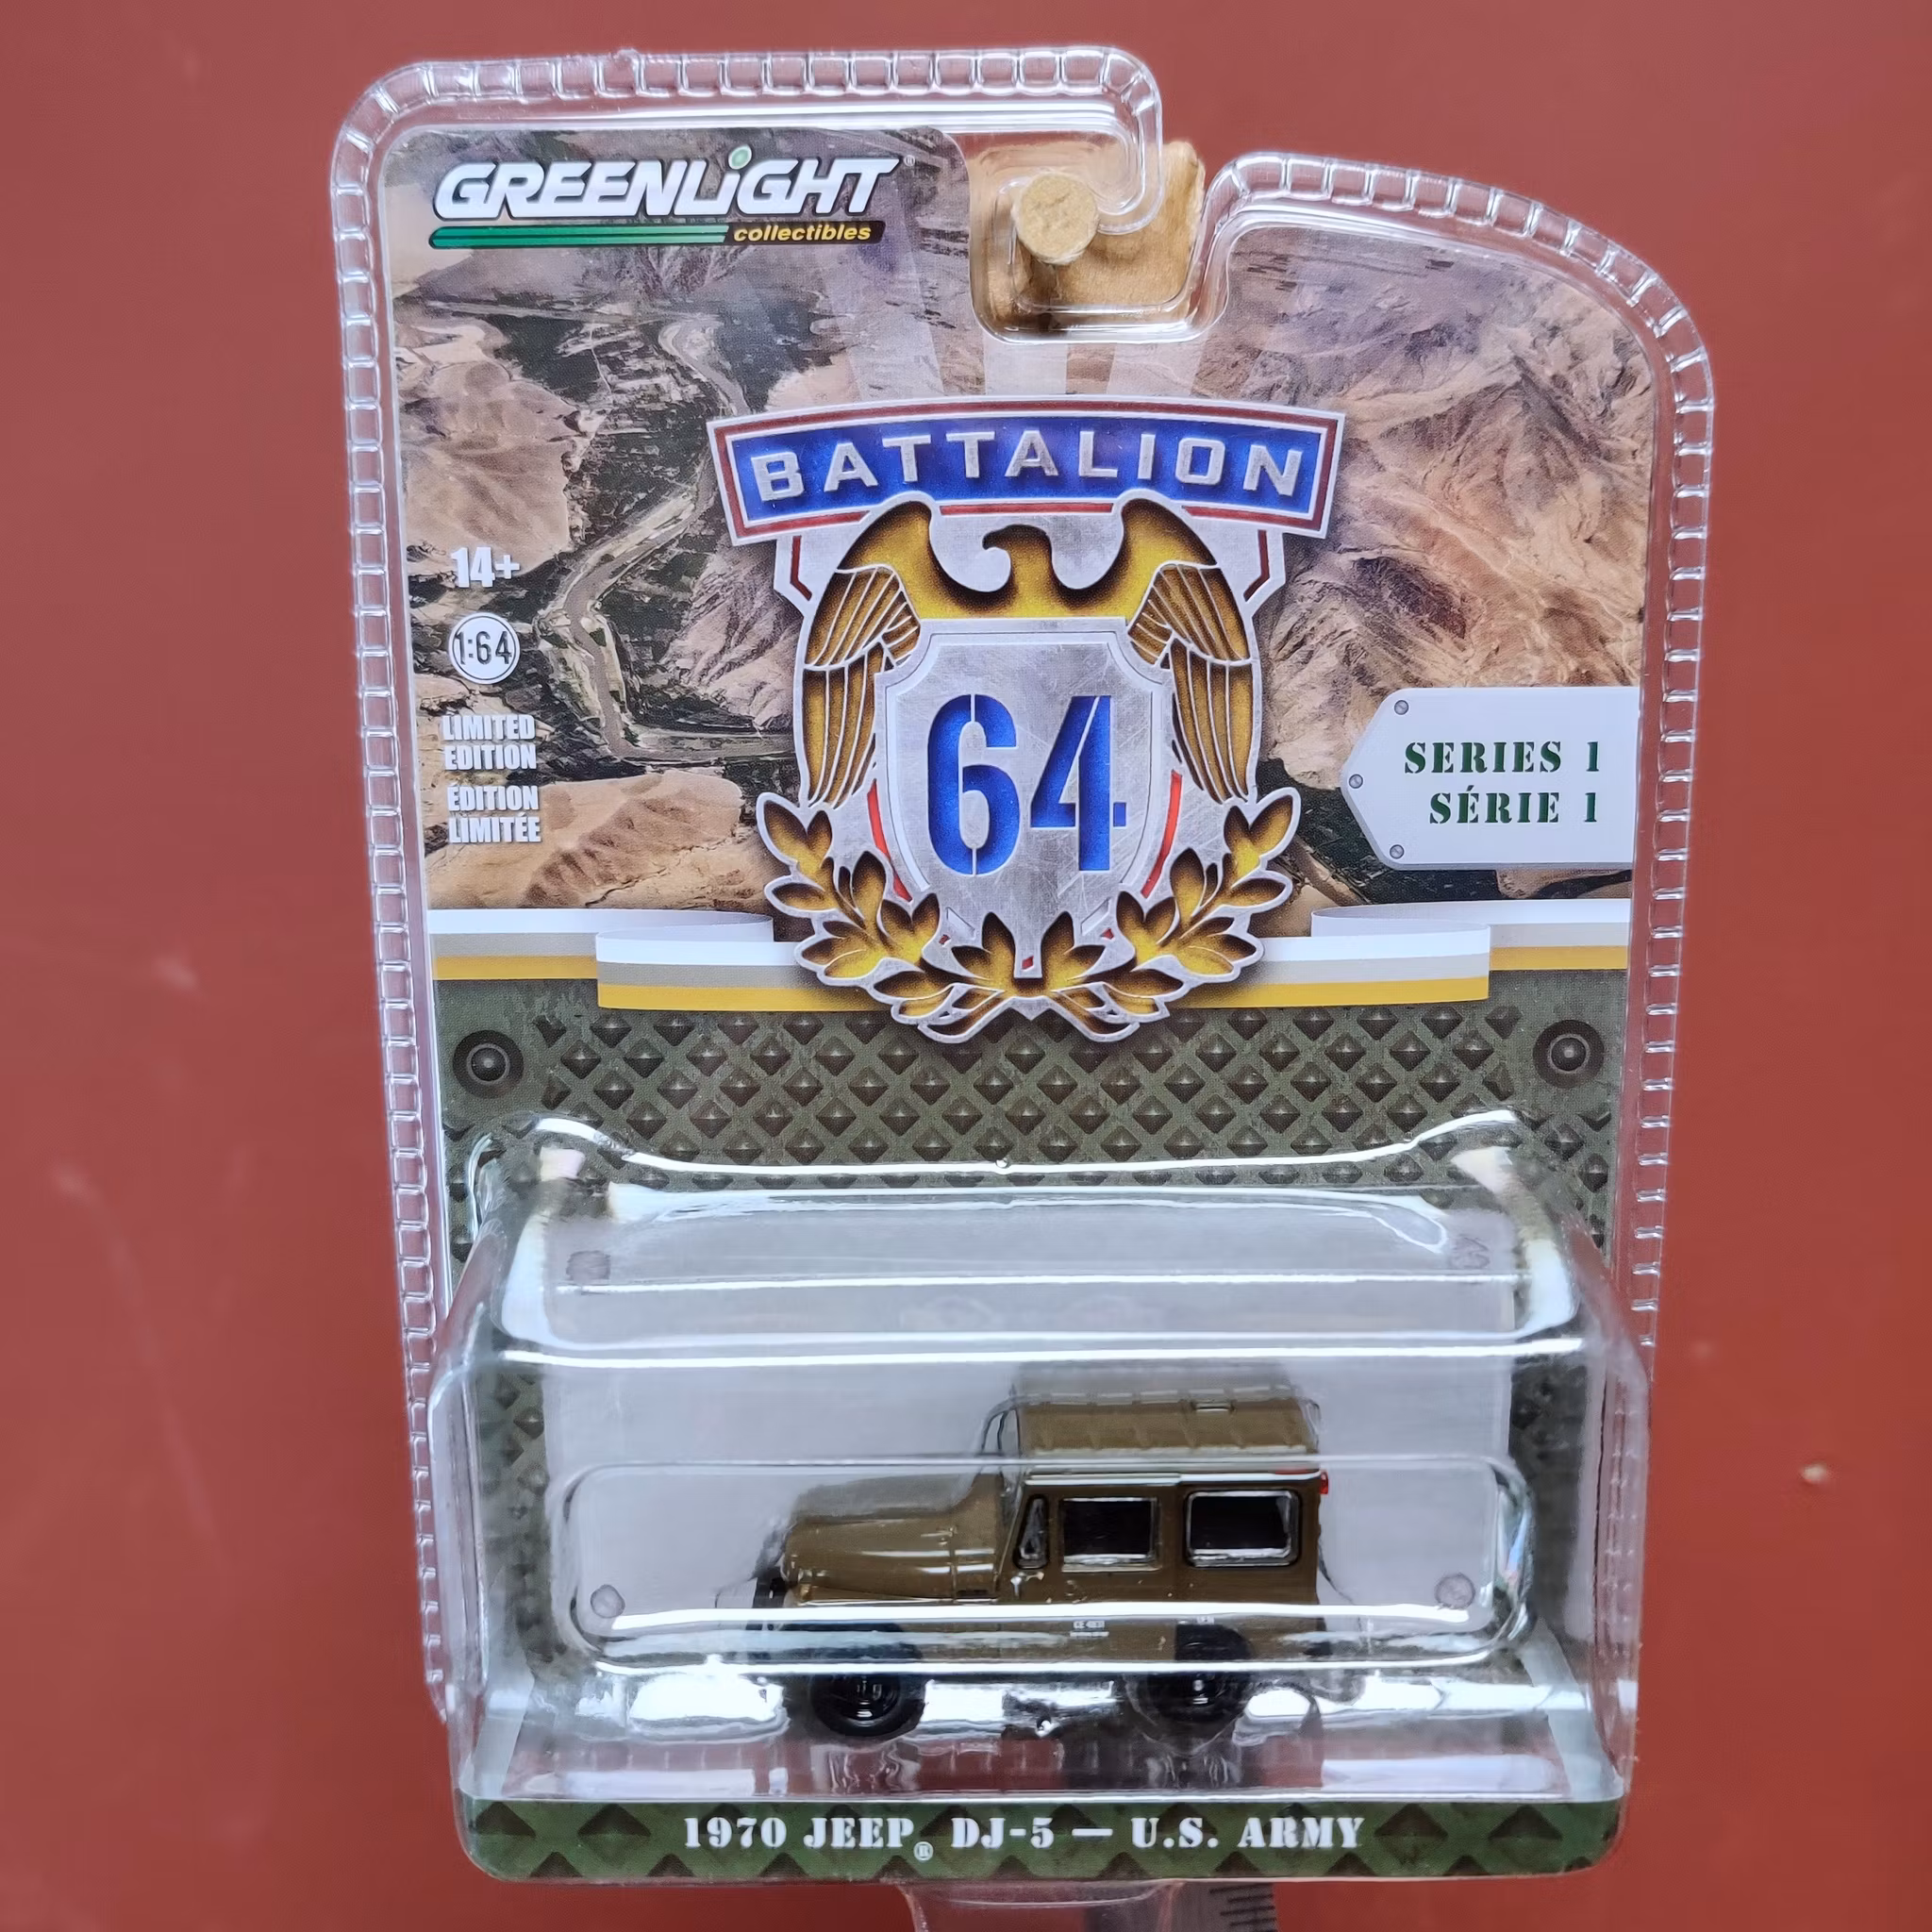 GREENLiGHT®
collectibles
BATTALION
14+
1:64
64
LIMITED
EDITION
ÉDITION
LIMITÉE
SERIES 1
SÉRIE 1
1970 JEEP® DJ-5 — U.S. ARMY